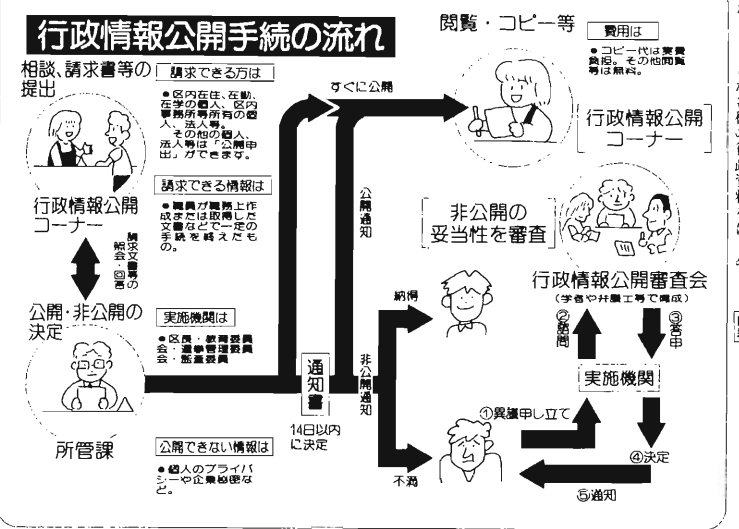 行政情報公開手続の流れ
相談、請求書等の
提出
行政情報公開
コーナー
請求文書等の
照会・回答
公開・非公開の
決定
所管課
請求できる方は
●区内在住、在勤、
在学の個人、区内
事務所等所有の個
人、法人等。
その他の個人、
法人等は「公開申
出」ができます。
請求できる情報は
●職員が職務上作
成または取得した
文書などで一定の
手続を終えたも
の。
実施機関は
●区長・教育委員
会・選挙管理委員
会・監査委員
公開できない情報は
●個人のプライバ
シーや企業秘密な
ど。
通知書
14日以内
に決定
すぐに公開
公開通知
非公開通知
閲覧・コピー等
費用は
●コピー代は実費
負担。その他閲覧
等は無料。
行政情報公開
コーナー
非公開の
妥当性を審査
行政情報公開審査会
（学者や弁護士等で構成）
納得
不満
①異議申し立て
②諮問
③答申
実施機関
④決定
⑤通知